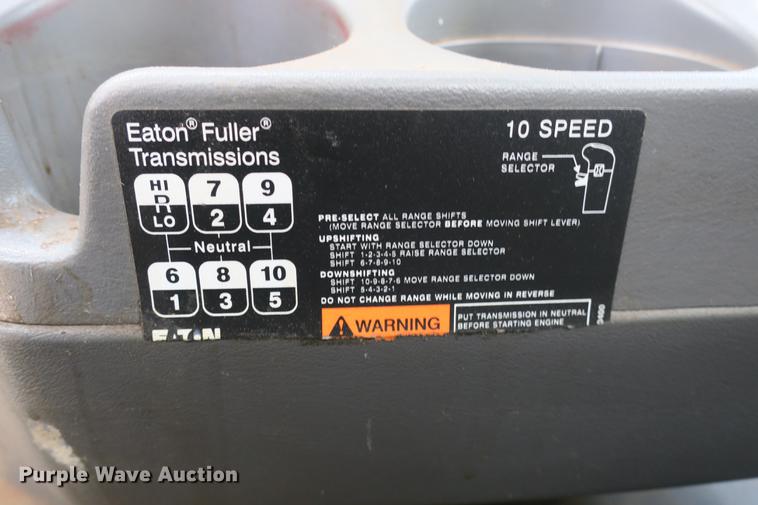 Eaton® Fuller®
Transmissions
10 SPEED
RANGE
SELECTOR
HI 7 9
R
LO 2 4
Neutral
6 8 10
1 3 5
PRE-SELECT ALL RANGE SHIFTS
(MOVE RANGE SELECTOR BEFORE MOVING SHIFT LEVER)
UPSHIFTING
START WITH RANGE SELECTOR DOWN
SHIFT 1-2-3-4-5 RAISE RANGE SELECTOR
SHIFT 6-7-8-9-10
DOWNSHIFTING
SHIFT 10-9-8-7-6 MOVE RANGE SELECTOR DOWN
SHIFT 5-4-3-2-1
DO NOT CHANGE RANGE WHILE MOVING IN REVERSE
WARNING
PUT TRANSMISSION IN NEUTRAL
BEFORE STARTING ENGINE
EATON
Purple Wave Auction